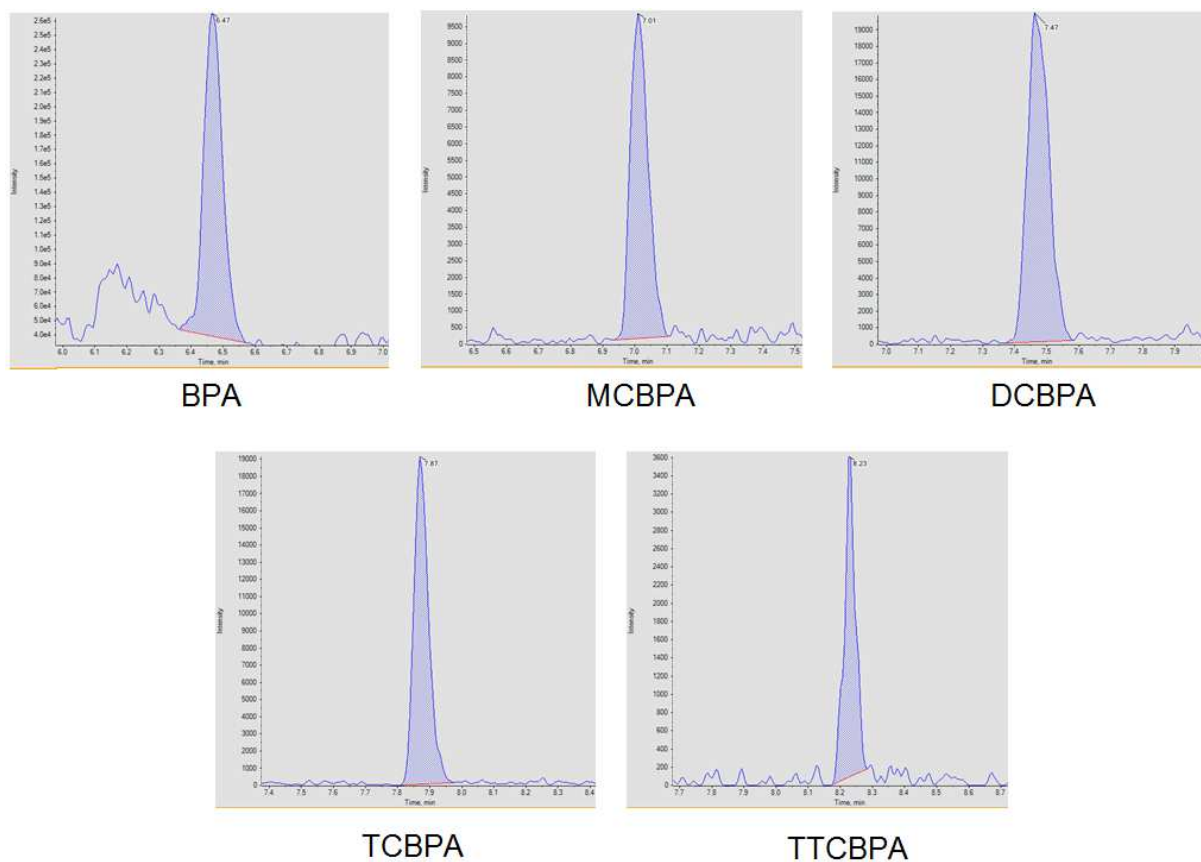 6.47
2.6e5
2.5e5
2.4e5
2.3e5
2.2e5
2.1e5
2.0e5
1.9e5
1.8e5
1.7e5
1.6e5
1.5e5
1.4e5
1.3e5
1.2e5
1.1e5
1.0e5
9.0e4
8.0e4
7.0e4
6.0e4
5.0e4
4.0e4
Intensity
6.0 6.1 6.2 6.3 6.4 6.5 6.6 6.7 6.8 6.9 7.0
Time, min
BPA
7.01
9500
9000
8500
8000
7500
7000
6500
6000
5500
5000
4500
4000
3500
3000
2500
2000
1500
1000
500
0
Intensity
6.5 6.6 6.7 6.8 6.9 7.0 7.1 7.2 7.3 7.4 7.5
Time, min
MCBPA
7.47
19000
18000
17000
16000
15000
14000
13000
12000
11000
10000
9000
8000
7000
6000
5000
4000
3000
2000
1000
0
Intensity
7.0 7.1 7.2 7.3 7.4 7.5 7.6 7.7 7.8 7.9
Time, min
DCBPA
7.87
19000
18000
17000
16000
15000
14000
13000
12000
11000
10000
9000
8000
7000
6000
5000
4000
3000
2000
1000
0
Intensity
7.4 7.5 7.6 7.7 7.8 7.9 8.0 8.1 8.2 8.3 8.4
Time, min
TCBPA
8.23
3600
3400
3200
3000
2800
2600
2400
2200
2000
1800
1600
1400
1200
1000
800
600
400
200
0
Intensity
7.7 7.8 7.9 8.0 8.1 8.2 8.3 8.4 8.5 8.6 8.7
Time, min
TTCBPA